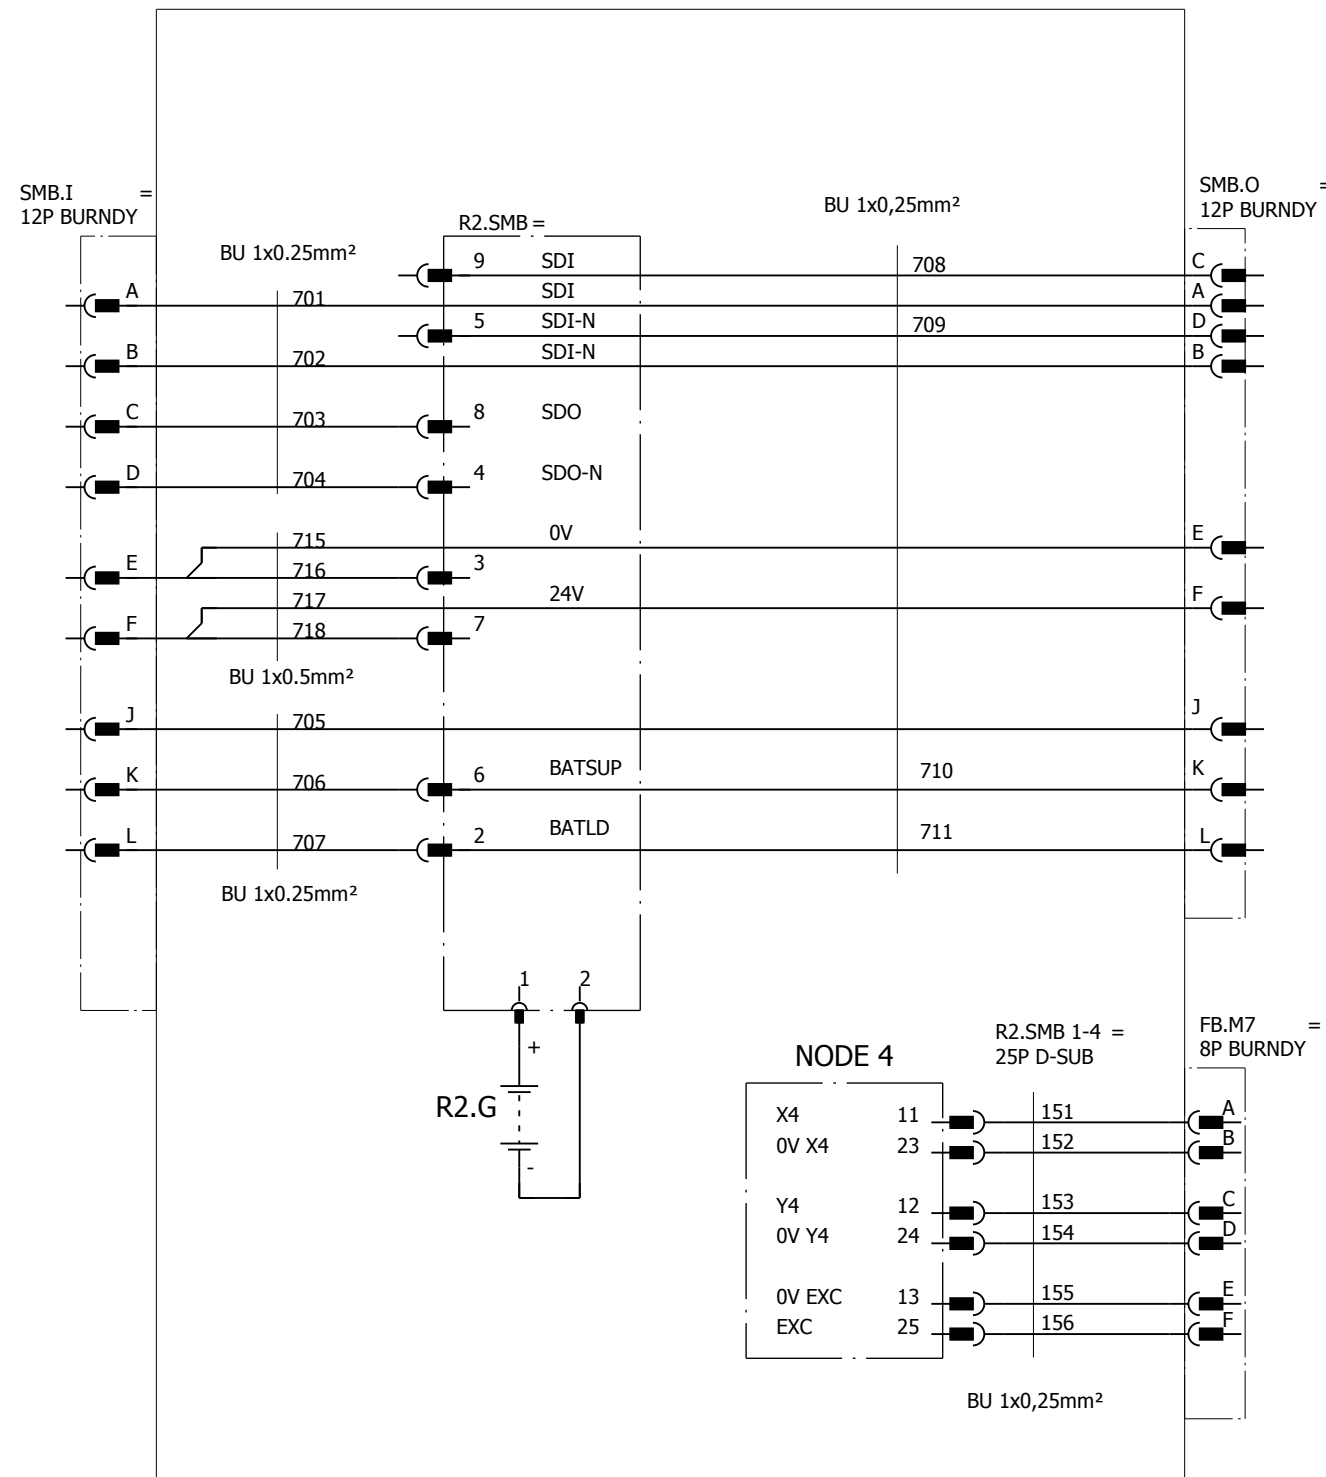 SMB.I =
12P BURNDY
SMB.O =
12P BURNDY
R2.SMB =
BU 1x0.25mm²
BU 1x0,25mm²
9 SDI 708 C
A 701 SDI A
5 SDI-N 709 D
B 702 SDI-N B
C 703 8 SDO
D 704 4 SDO-N
715 0V E
E 716 3
717 24V F
F 718 7
BU 1x0.5mm²
J 705 J
K 706 6 BATSUP 710 K
L 707 2 BATLD 711 L
BU 1x0.25mm²
1 2
+
R2.G
-
NODE 4
R2.SMB 1-4 =
25P D-SUB
FB.M7 =
8P BURNDY
X4 11 151 A
0V X4 23 152 B
Y4 12 153 C
0V Y4 24 154 D
0V EXC 13 155 E
EXC 25 156 F
BU 1x0,25mm²